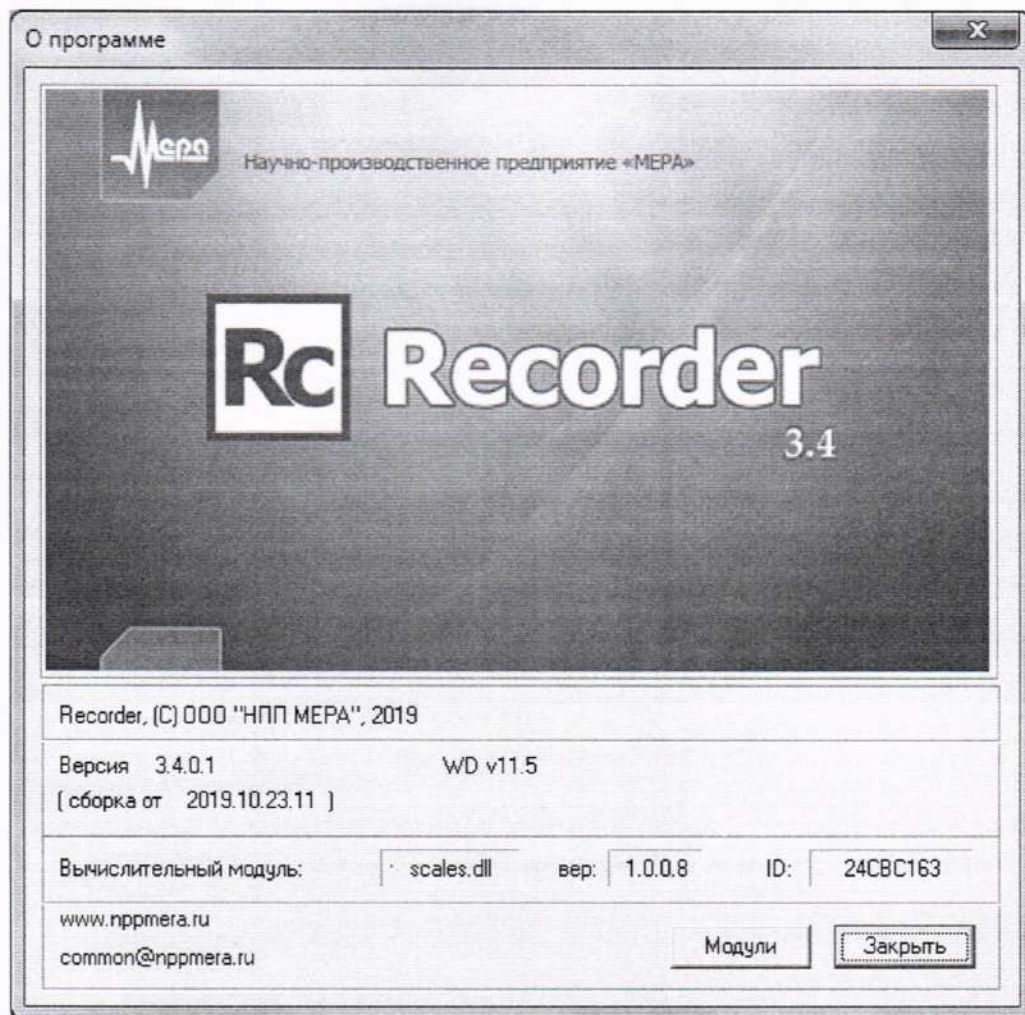 О программе
X
Мера
Научно-производственное предприятие «МЕРА»
Rc Recorder
3.4
Recorder, (C) ООО "НПП МЕРА", 2019
Версия 3.4.0.1 WD v11.5
( сборка от 2019.10.23.11 )
Вычислительный модуль: scales.dll вер: 1.0.0.8 ID: 24CBC163
www.nppmera.ru
common@nppmera.ru
Модули Закрыть